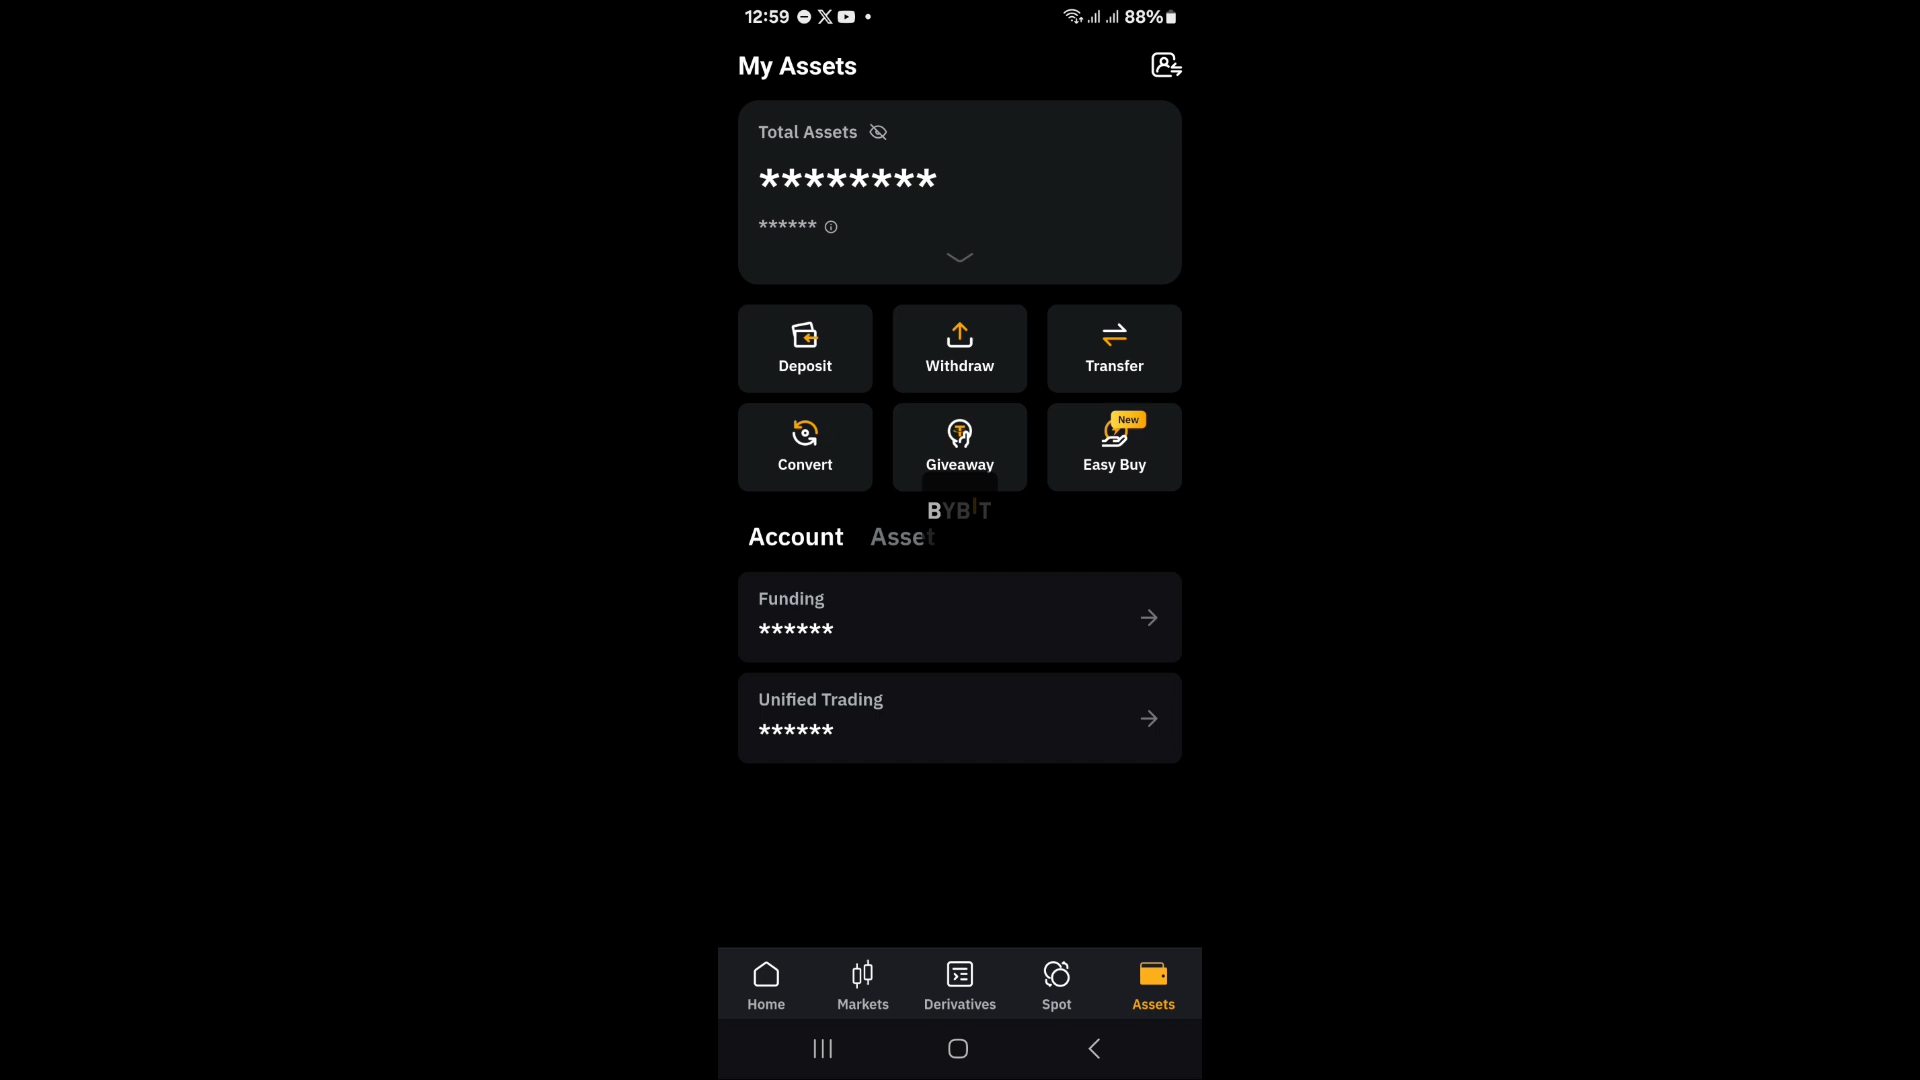 12:59 88%
My Assets
Total Assets
********
******
Deposit Withdraw Transfer
New
Convert Giveaway Easy Buy
BYBIT
Account Asset
Funding
******
Unified Trading
******
Home Markets Derivatives Spot Assets